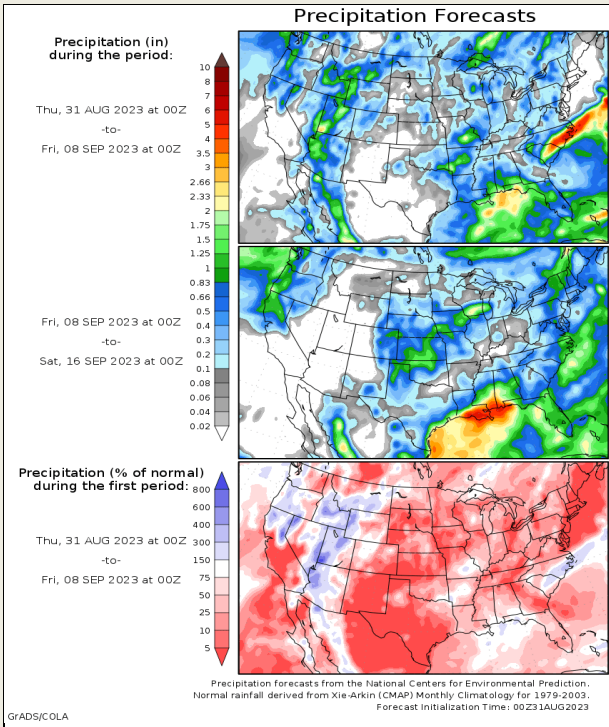 Precipitation Forecasts
Precipitation (in)
during the period:
Thu, 31 AUG 2023 at 00Z
-to-
Fri, 08 SEP 2023 at 00Z
10
8
7
6
5
4
3.5
3
2.66
2.33
2
1.75
1.5
1.25
1
0.83
0.66
0.5
0.4
0.3
0.2
0.1
0.08
0.06
0.04
0.02
Fri, 08 SEP 2023 at 00Z
-to-
Sat, 16 SEP 2023 at 00Z
Precipitation (% of normal)
during the first period:
Thu, 31 AUG 2023 at 00Z
-to-
Fri, 08 SEP 2023 at 00Z
800
600
400
300
150
75
50
25
10
5
Precipitation forecasts from the National Centers for Environmental Prediction.
Normal rainfall derived from Xie-Arkin (CMAP) Monthly Climatology for 1979-2003.
Forecast Initialization Time: 00Z31AUG2023
GrADS/COLA